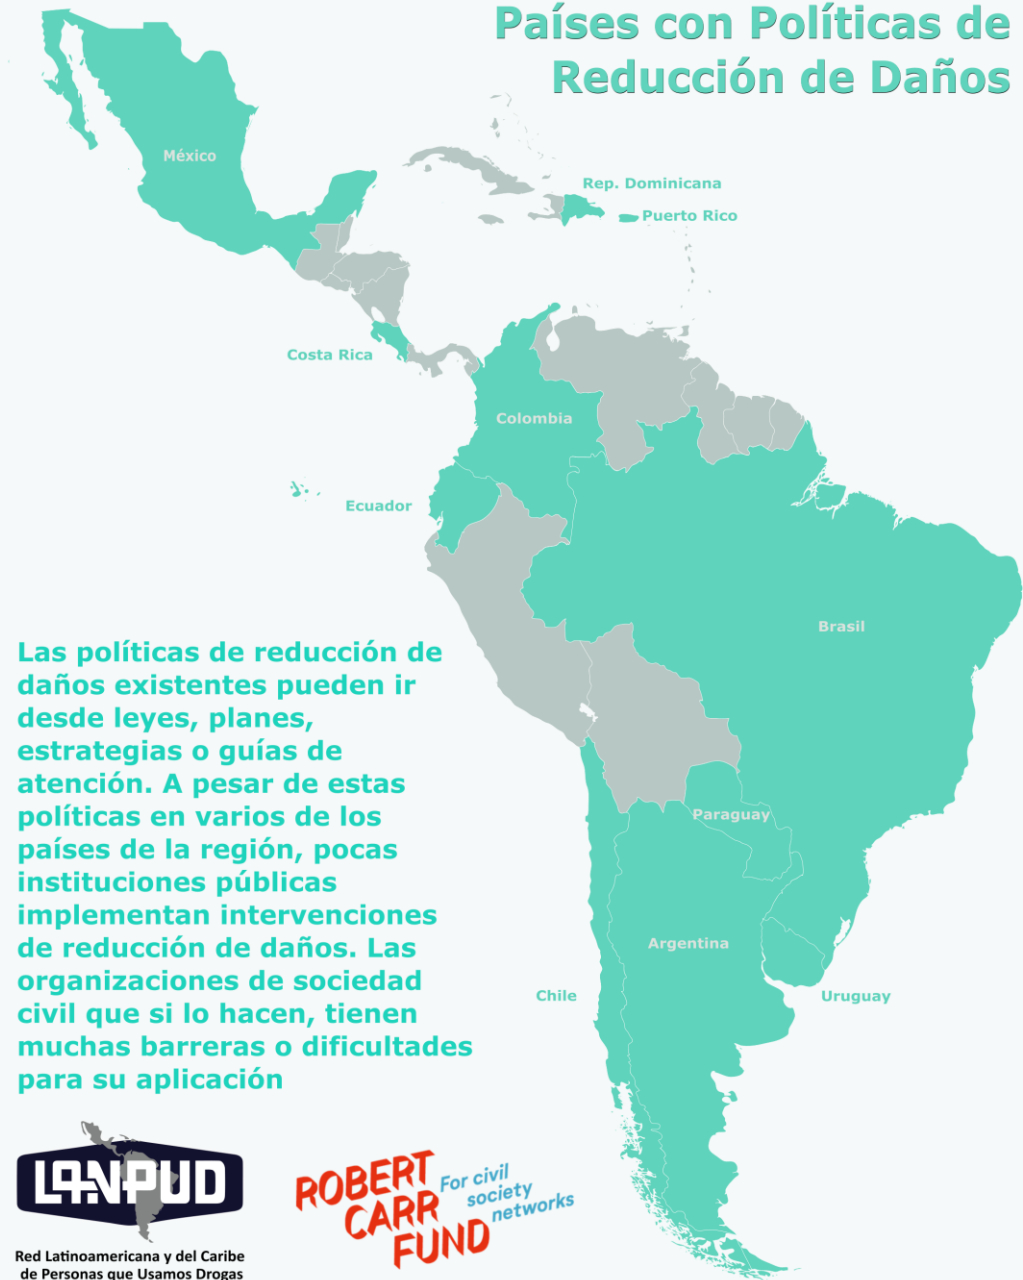 Países con Políticas de
Reducción de Daños
México
Rep. Dominicana
Puerto Rico
Costa Rica
Colombia
Ecuador
Brasil
Las políticas de reducción de
daños existentes pueden ir
desde leyes, planes,
estrategias o guías de
atención. A pesar de estas
políticas en varios de los
países de la región, pocas
instituciones públicas
implementan intervenciones
de reducción de daños. Las
organizaciones de sociedad
civil que si lo hacen, tienen
muchas barreras o dificultades
para su aplicación
Paraguay
Argentina
Chile
Uruguay
LANPUD
Red Latinoamericana y del Caribe
de Personas que Usamos Drogas
ROBERT
CARR
FUND
For civil
society
networks